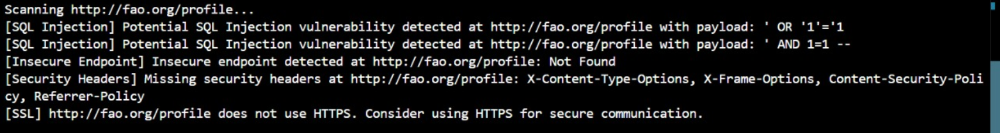 Scanning http://fao.org/profile...
[SQL Injection] Potential SQL Injection vulnerability detected at http://fao.org/profile with payload: ' OR '1'='1
[SQL Injection] Potential SQL Injection vulnerability detected at http://fao.org/profile with payload: ' AND 1=1 --
[Insecure Endpoint] Insecure endpoint detected at http://fao.org/profile: Not Found
[Security Headers] Missing security headers at http://fao.org/profile: X-Content-Type-Options, X-Frame-Options, Content-Security-Poli
cy, Referrer-Policy
[SSL] http://fao.org/profile does not use HTTPS. Consider using HTTPS for secure communication.